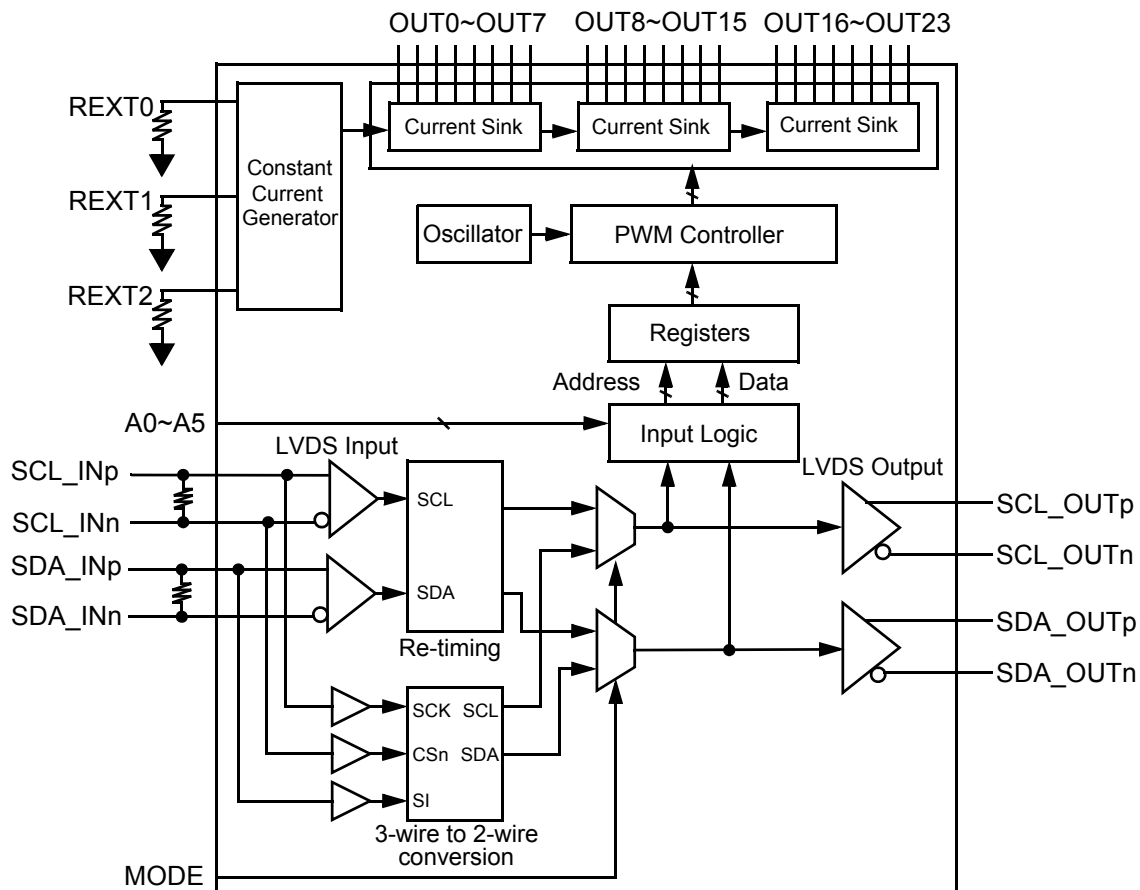 OUT0~OUT7 OUT8~OUT15 OUT16~OUT23
REXT0
REXT1
REXT2
Constant
Current
Generator
Current Sink
Current Sink
Current Sink
Oscillator
PWM Controller
Registers
Address
Data
A0~A5
Input Logic
LVDS Input
LVDS Output
SCL_INp
SCL_INn
SDA_INp
SDA_INn
SCL
SDA
Re-timing
SCL_OUTp
SCL_OUTn
SDA_OUTp
SDA_OUTn
SCK SCL
CSn SDA
SI
3-wire to 2-wire
conversion
MODE